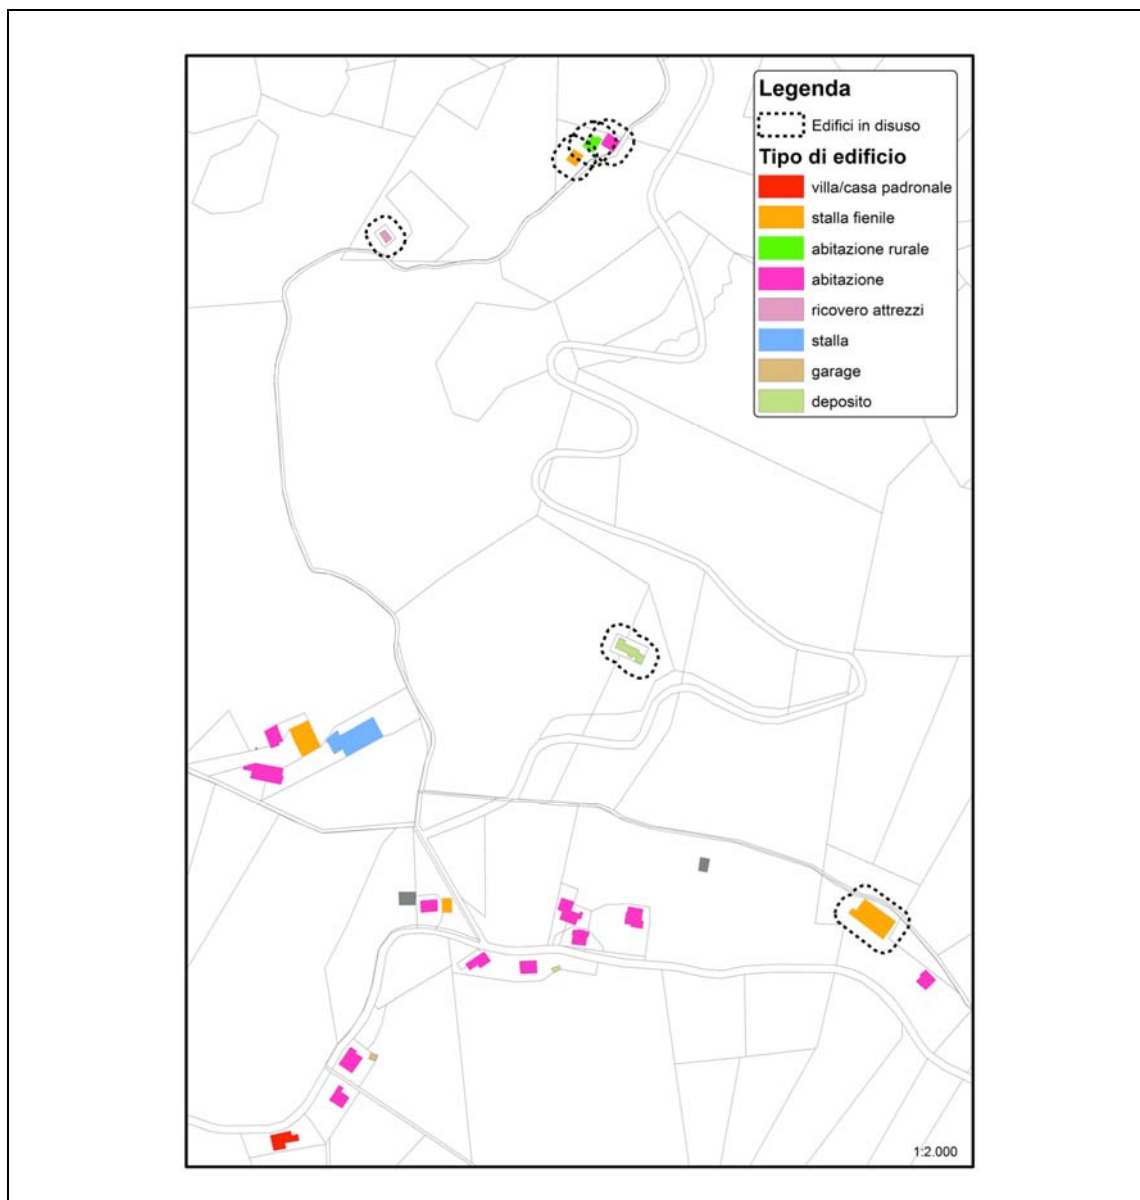 Legenda
Edifici in disuso
Tipo di edificio
villa/casa padronale
stalla fienile
abitazione rurale
abitazione
ricovero attrezzi
stalla
garage
deposito
1:2.000